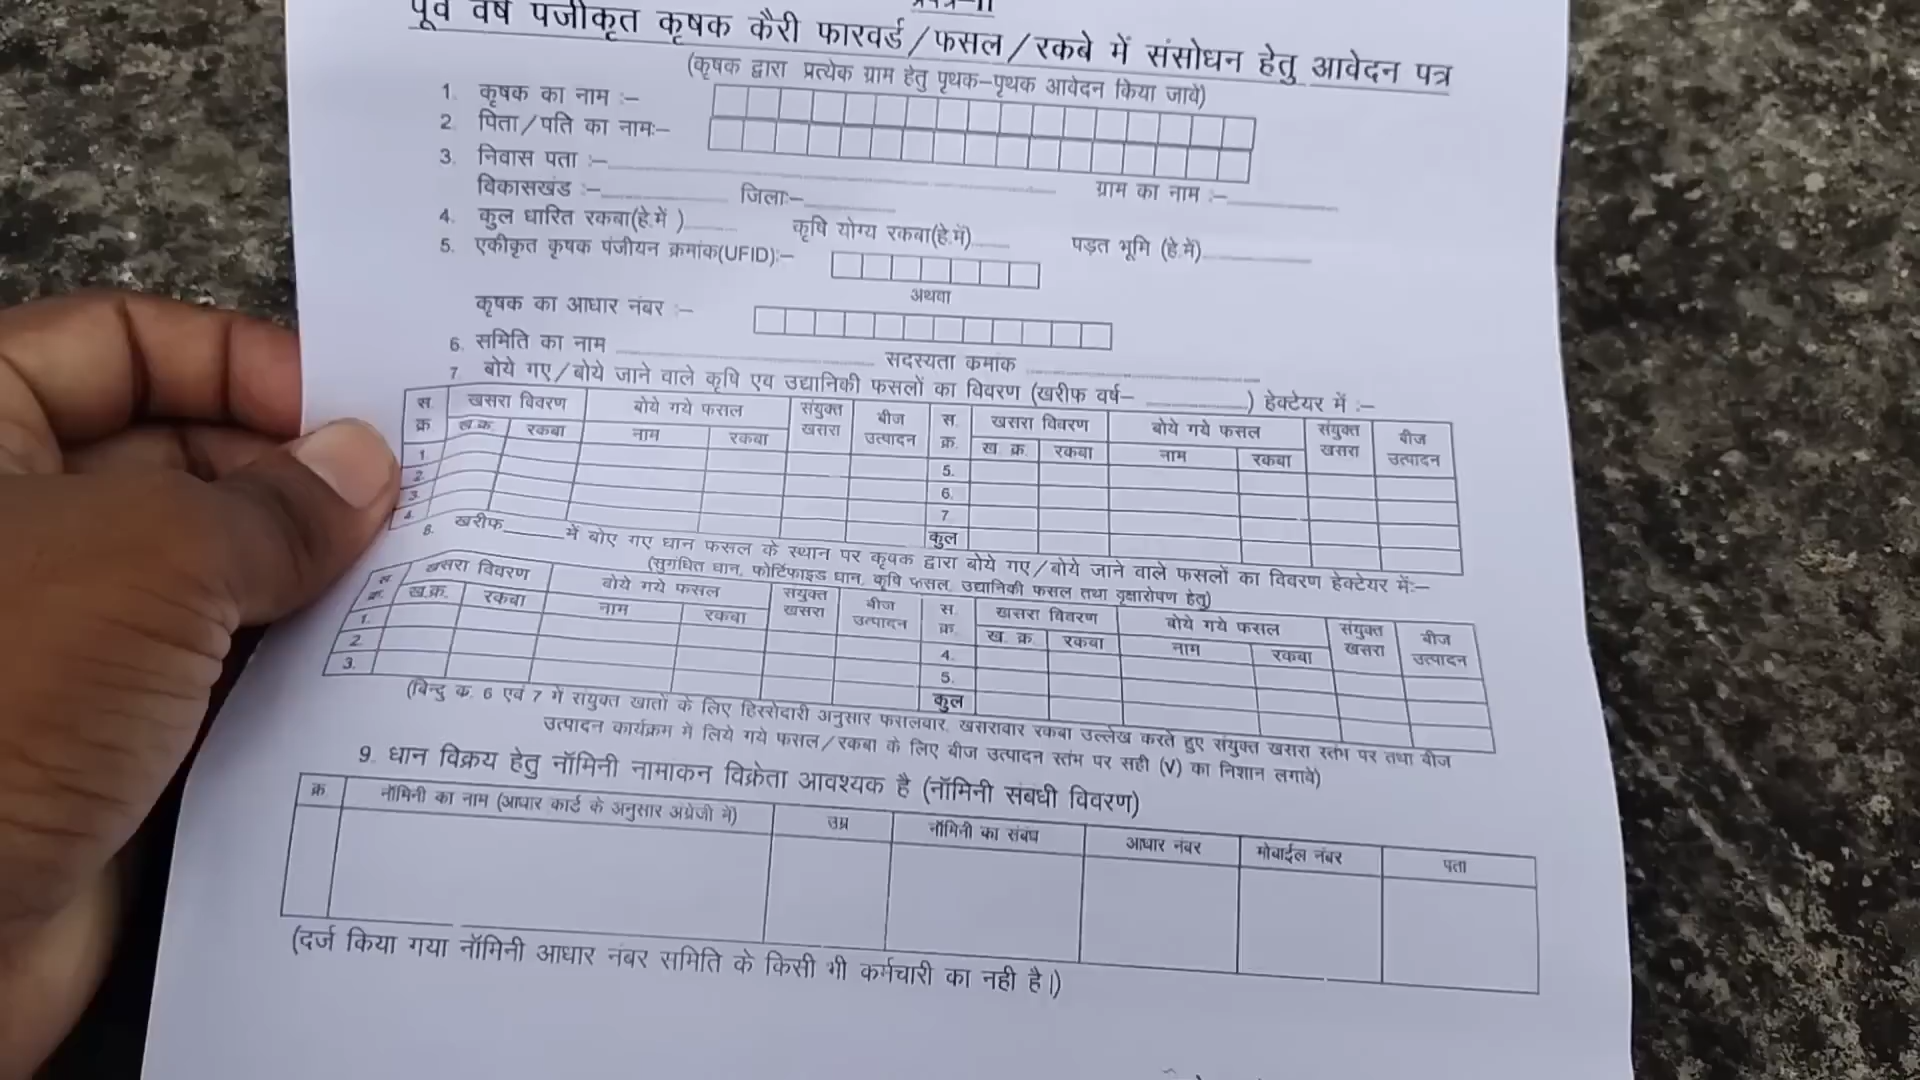 पूर्व वर्ष पंजीकृत कृषक कैरी फारवर्ड/फसल/रकबे में संसोधन हेतु आवेदन पत्र
(कृषक द्वारा प्रत्येक ग्राम हेतु पृथक–पृथक आवेदन किया जावे)
1. कृषक का नाम :–
2. पिता/पति का नामः–
3. निवास पता :– ग्राम का नाम :–
विकासखंड :– जिलाः–
4. कुल धारित रकबा(हे.में ) कृषि योग्य रकबा(हे.में) पड़त भूमि (हे.में)
5. एकीकृत कृषक पंजीयन क्रमांक(UFID):–
अथवा
कृषक का आधार नंबर :–
6. समिति का नाम सदस्यता कमांक
7 बोये गए/बोये जाने वाले कृषि एव उद्यानिकी फसलों का विवरण (खरीफ वर्ष– ) हेक्टेयर में :–
स. क्र. खसरा विवरण बोये गये फसल संयुक्त खसरा बीज उत्पादन स. क्र. खसरा विवरण बोये गये फसल संयुक्त खसरा बीज उत्पादन
ख.क्र. रकबा नाम रकबा ख. क्र. रकबा नाम रकबा
1. 5.
2. 6.
3. 7
4. कुल
8. खरीफ में बोए गए धान फसल के स्थान पर कृषक द्वारा बोये गए/बोये जाने वाले फसलों का विवरण हेक्टेयर में:–
(सुगंधित धान, फोर्टिफाइड धान, कृषि फसल, उद्यानिकी फसल तथा वृक्षारोपण हेतु)
स. क्र. खसरा विवरण बोये गये फसल संयुक्त खसरा बीज उत्पादन स. क्र. खसरा विवरण बोये गये फसल संयुक्त खसरा बीज उत्पादन
ख.क्र. रकबा नाम रकबा ख. क्र. रकबा नाम रकबा
1. 4.
2. 5.
3. कुल
(बिन्दु क. 6 एवं 7 में संयुक्त खातों के लिए हिस्सेदारी अनुसार फसलवार, खसरावार रकबा उल्लेख करते हुए संयुक्त खसरा स्तंभ पर तथा बीज
उत्पादन कार्यक्रम में लिये गये फसल/रकबा के लिए बीज उत्पादन स्तंभ पर सही (√) का निशान लगावे)
9. धान विक्रय हेतु नॉमिनी नामाकन विक्रेता आवश्यक है (नॉमिनी संबंधी विवरण)
क्र. नॉमिनी का नाम (आधार कार्ड के अनुसार अंग्रेजी में) उम्र नॉमिनी का संबंध आधार नंबर मोबाईल नंबर पता
(दर्ज किया गया नॉमिनी आधार नंबर समिति के किसी भी कर्मचारी का नही है।)